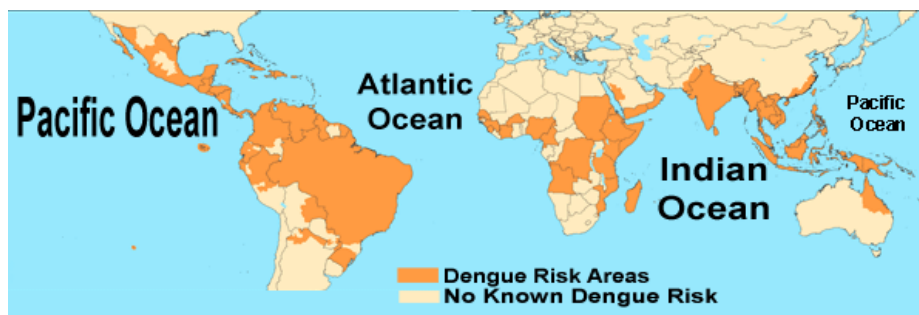 Pacific Ocean
Atlantic
Ocean
Indian
Ocean
Pacific
Ocean
Dengue Risk Areas
No Known Dengue Risk